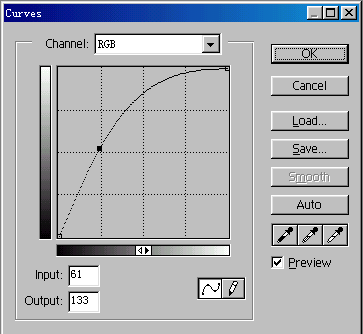 Curves
Channel: RGB
OK
Cancel
Load...
Save...
Smooth
Auto
Preview
Input: 61
Output: 133